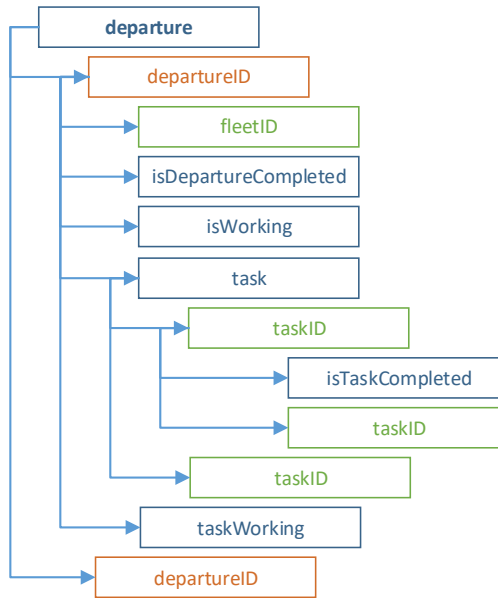 departure
departureID
fleetID
isDepartureCompleted
isWorking
task
taskID
isTaskCompleted
taskID
taskID
taskWorking
departureID